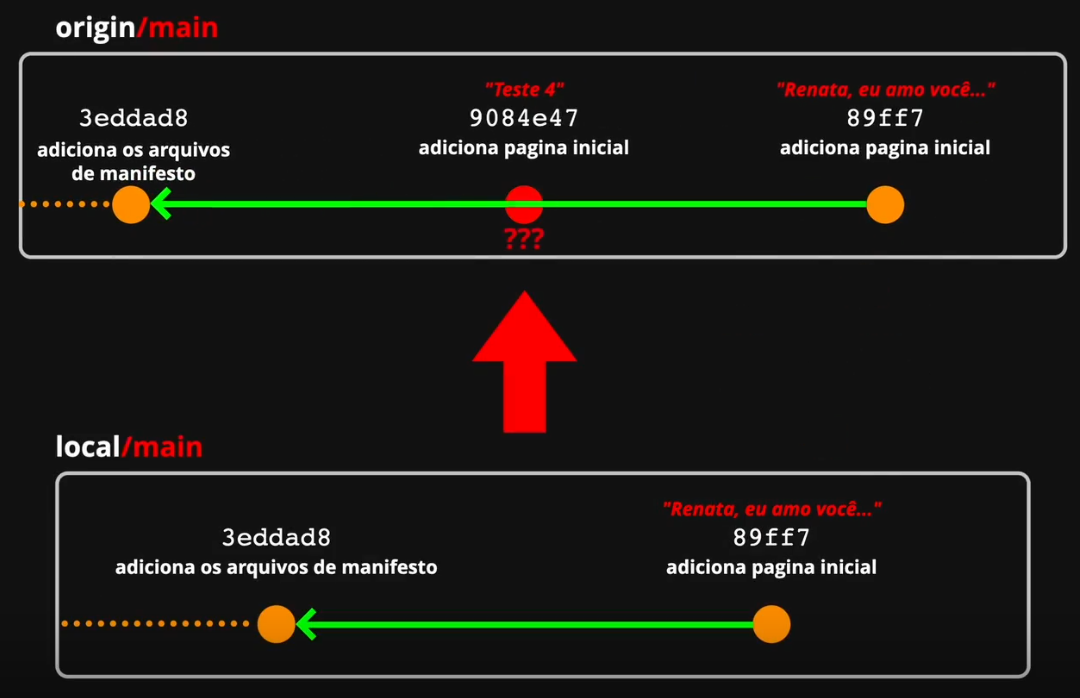 origin/main
"Teste 4"
"Renata, eu amo você..."
3eddad8
9084e47
89ff7
adiciona os arquivos
de manifesto
adiciona pagina inicial
adiciona pagina inicial
???
local/main
"Renata, eu amo você..."
3eddad8
89ff7
adiciona os arquivos de manifesto
adiciona pagina inicial